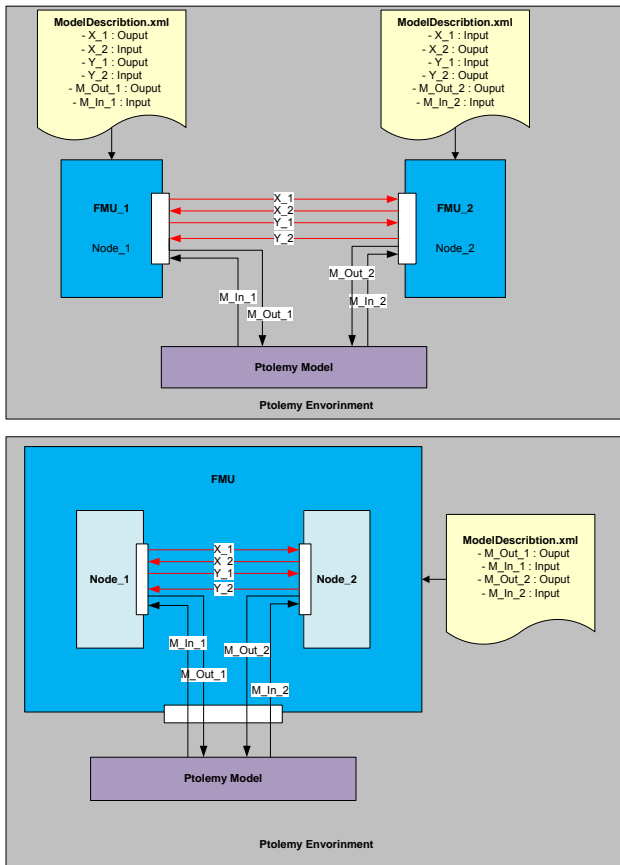 ModelDescribtion.xml
- X_1 : Ouput
- X_2 : Input
- Y_1 : Ouput
- Y_2 : Input
- M_Out_1 : Ouput
- M_In_1 : Input
ModelDescribtion.xml
- X_1 : Ouput
- X_2 : Ouput
- Y_1 : Input
- Y_2 : Ouput
- M_Out_2 : Ouput
- M_In_2 : Input
FMU_1
Node_1
X_1
X_2
Y_1
Y_2
FMU_2
Node_2
M_In_1
M_Out_1
M_Out_2
M_In_2
Ptolemy Model
Ptolemy Envorinment
FMU
Node_1
X_1
X_2
Y_1
Y_2
Node_2
M_In_1
M_Out_1
M_Out_2
M_In_2
ModelDescribtion.xml
- M_Out_1 : Ouput
- M_In_1 : Input
- M_Out_2 : Ouput
- M_In_2 : Input
Ptolemy Model
Ptolemy Envorinment